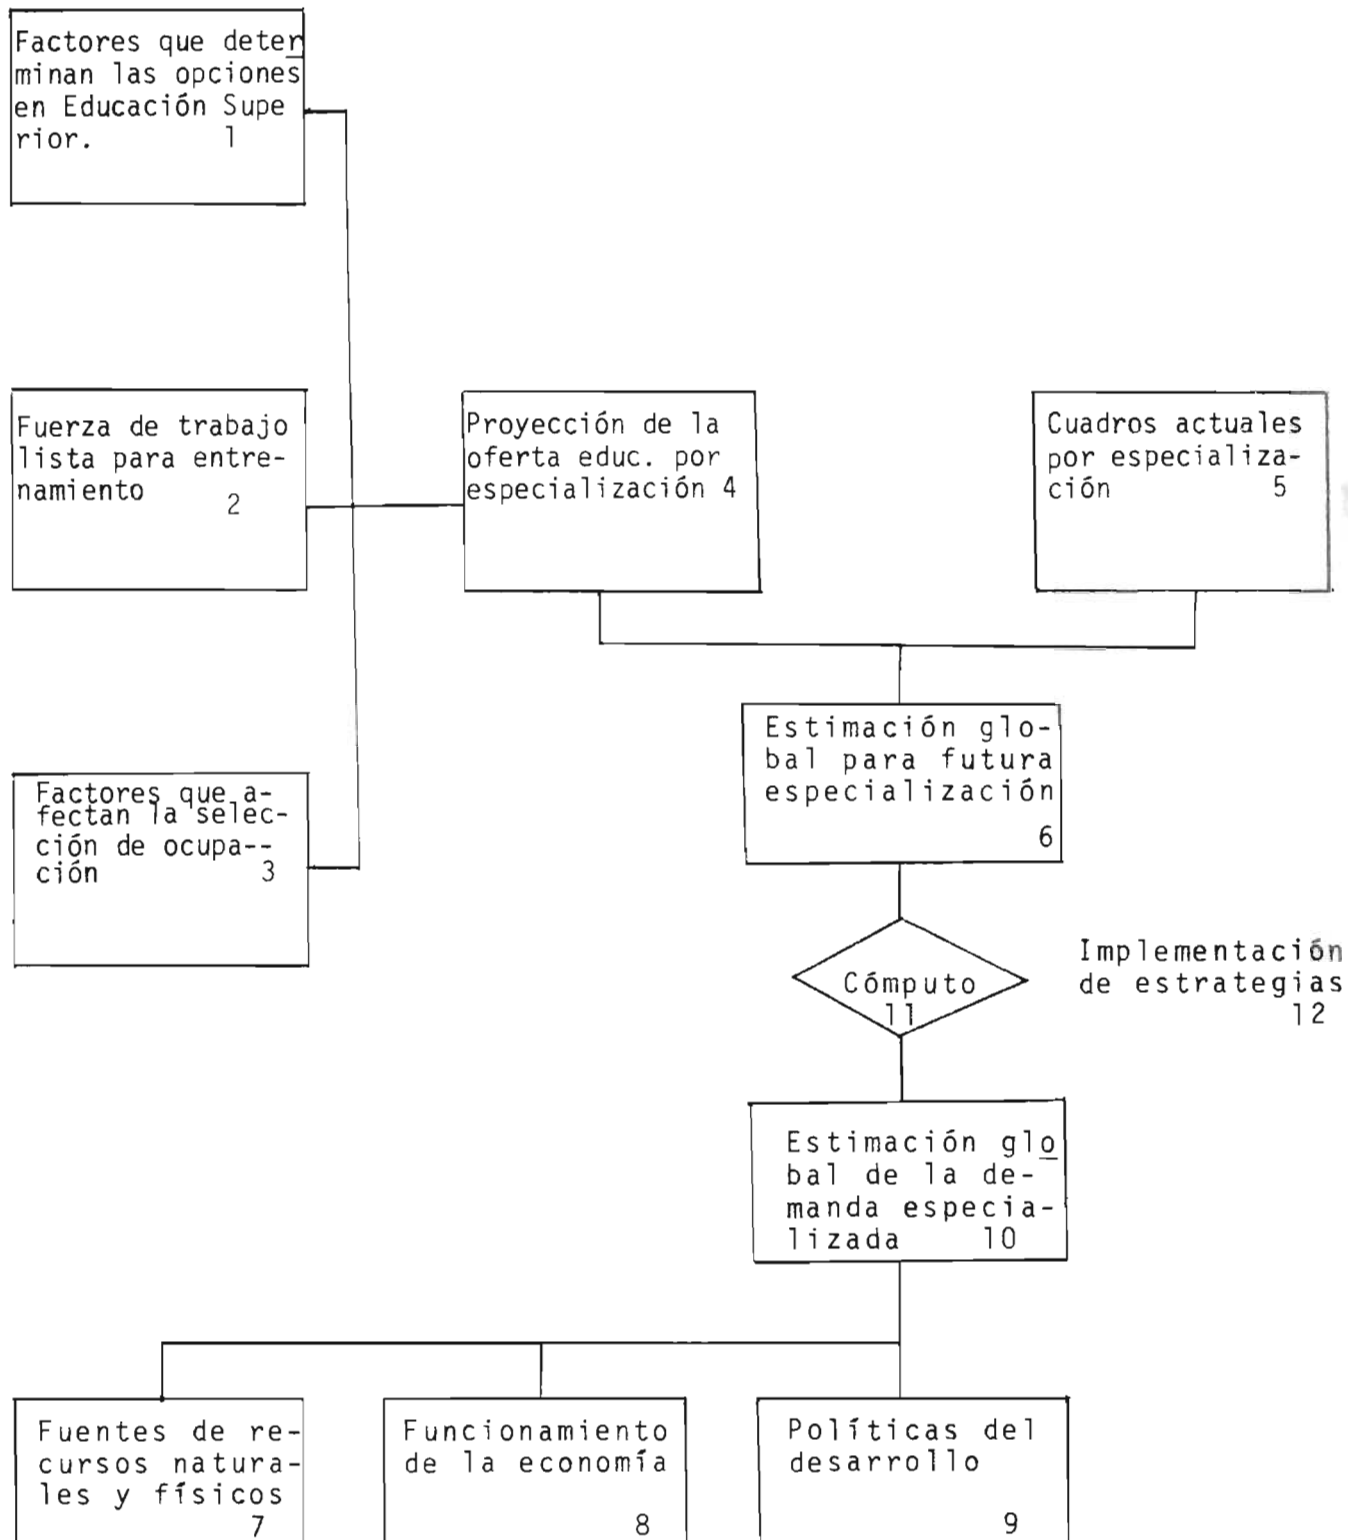 Factores que deter
minan las opciones
en Educación Supe
rior. 1
Fuerza de trabajo
lista para entre-
namiento 2
Proyección de la
oferta educ. por
especialización 4
Cuadros actuales
por especializa-
ción 5
Factores que a-
fectan la selec-
ción de ocupa--
ción 3
Estimación glo-
bal para futura
especialización
6
Cómputo
11
Implementación
de estrategias
12
Estimación glo
bal de la de-
manda especia-
lizada 10
Fuentes de re-
cursos natura-
les y físicos
7
Funcionamiento
de la economía
8
Políticas del
desarrollo
9